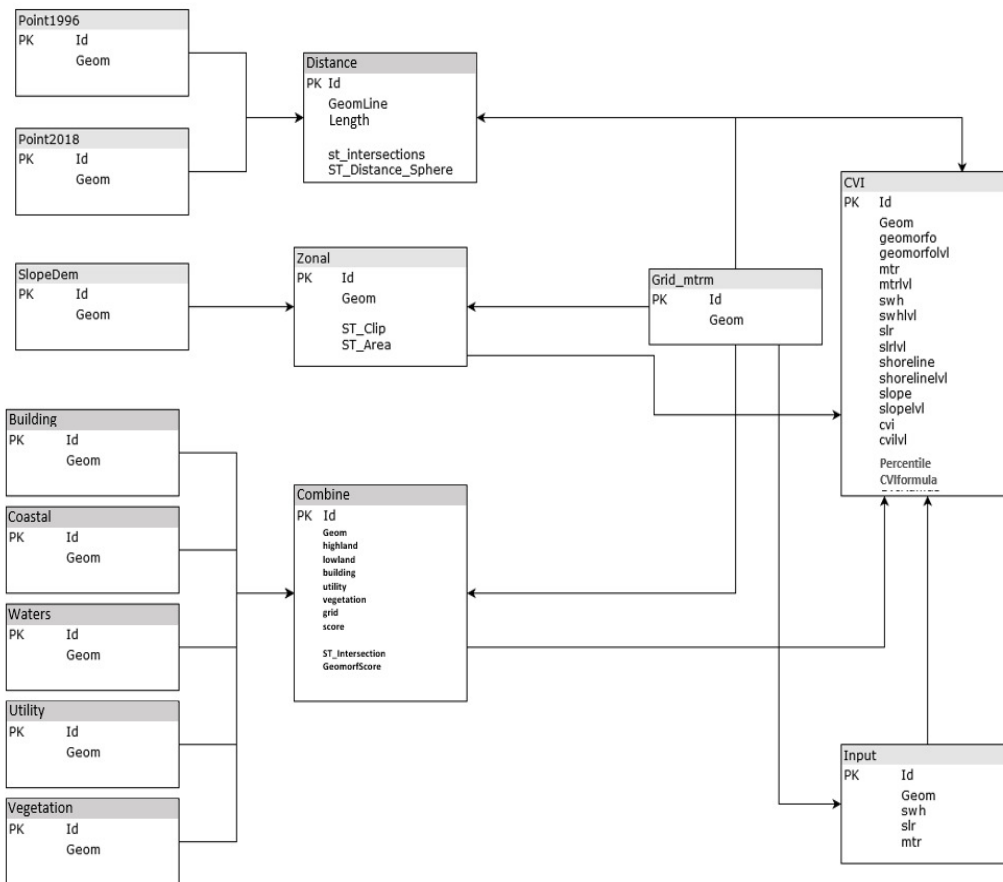 Point1996
PK Id
Geom
Point2018
PK Id
Geom
Distance
PK Id
GeomLine
Length
st_intersections
ST_Distance_Sphere
SlopeDem
PK Id
Geom
Zonal
PK Id
Geom
ST_Clip
ST_Area
Grid_mtrm
PK Id
Geom
CVI
PK Id
Geom
geomorfo
geomorfolvl
mtr
mtrlvl
swh
swhlvl
slr
slrlvl
shoreline
shorelinelvl
slope
slopelvl
cvi
cvilvl
Percentile
CVIformula
Building
PK Id
Geom
Coastal
PK Id
Geom
Waters
PK Id
Geom
Utility
PK Id
Geom
Vegetation
PK Id
Geom
Combine
PK Id
Geom
highland
lowland
building
utility
vegetation
grid
score
ST_Intersection
GeomorfScore
Input
PK Id
Geom
swh
slr
mtr